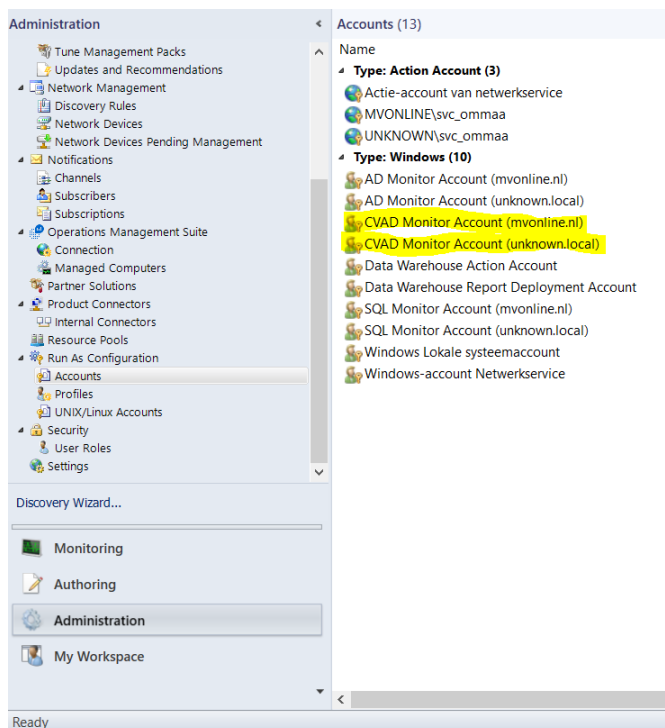 Administration
Tune Management Packs
Updates and Recommendations
Network Management
Discovery Rules
Network Devices
Network Devices Pending Management
Notifications
Channels
Subscribers
Subscriptions
Operations Management Suite
Connection
Managed Computers
Partner Solutions
Product Connectors
Internal Connectors
Resource Pools
Run As Configuration
Accounts
Profiles
UNIX/Linux Accounts
Security
User Roles
Settings
Discovery Wizard...
Monitoring
Authoring
Administration
My Workspace
Ready
Accounts (13)
Name
Type: Action Account (3)
Actie-account van netwerkservice
MVONLINE\svc_ommaa
UNKNOWN\svc_ommaa
Type: Windows (10)
AD Monitor Account (mvonline.nl)
AD Monitor Account (unknown.local)
CVAD Monitor Account (mvonline.nl)
CVAD Monitor Account (unknown.local)
Data Warehouse Action Account
Data Warehouse Report Deployment Account
SQL Monitor Account (mvonline.nl)
SQL Monitor Account (unknown.local)
Windows Lokale systeemaccount
Windows-account Netwerkservice